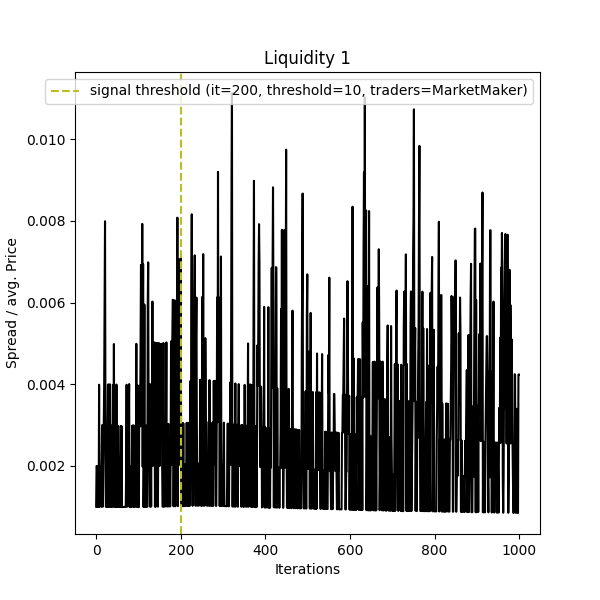 Liquidity 1
signal threshold (it=200, threshold=10, traders=MarketMaker)
0.010
0.008
0.006
0.004
0.002
Spread / avg. Price
0 200 400 600 800 1000
Iterations